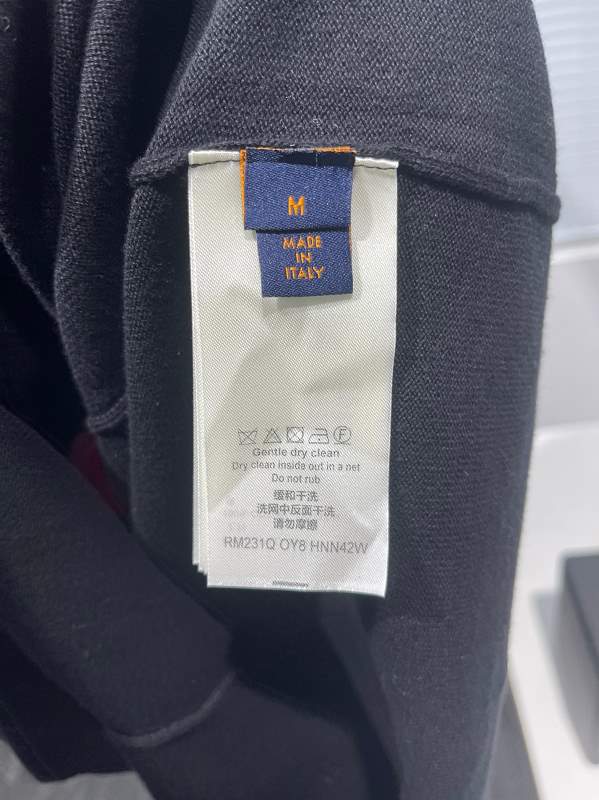 M
MADE
IN
ITALY
Gentle dry clean
Dry clean inside out in a net
Do not rub
缓和干洗
洗网中反面干洗
请勿摩擦
RM231Q OY8 HNN42W